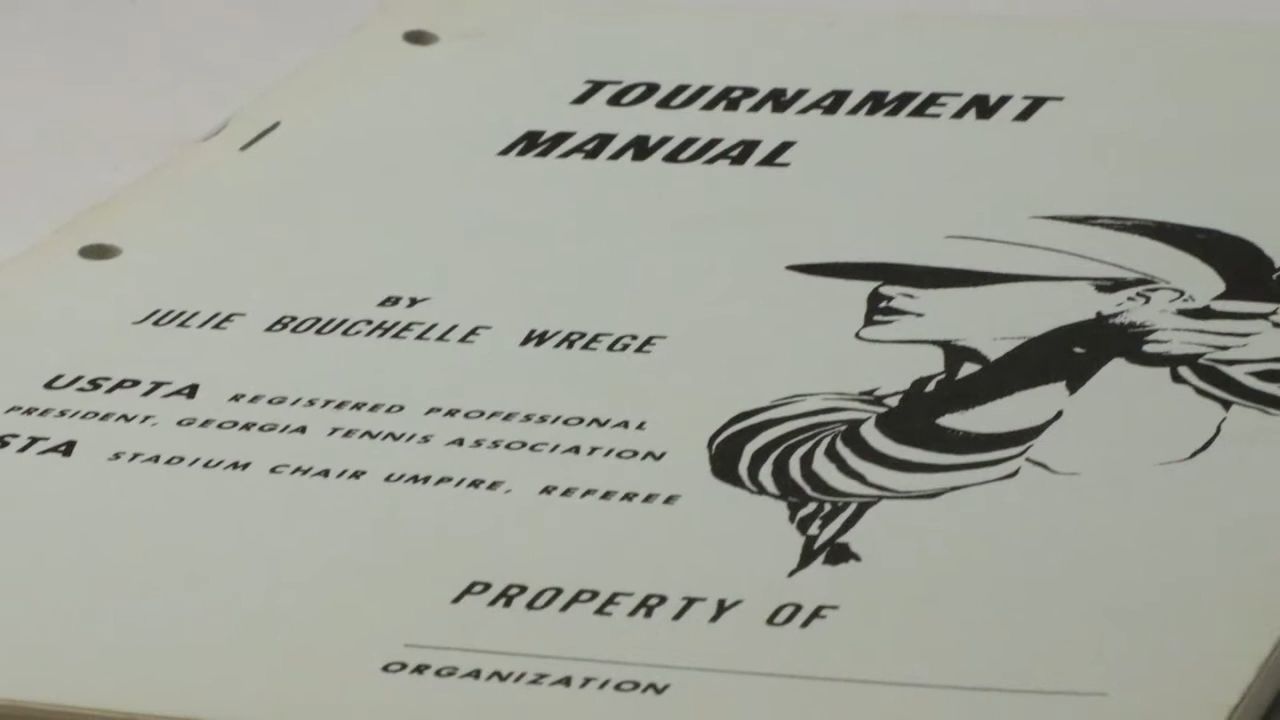 TOURNAMENT
MANUAL
BY
JULIE BOUCHELLE WREGE
USPTA REGISTERED PROFESSIONAL
PRESIDENT, GEORGIA TENNIS ASSOCIATION
STA STADIUM CHAIR UMPIRE, REFEREE
PROPERTY OF
ORGANIZATION